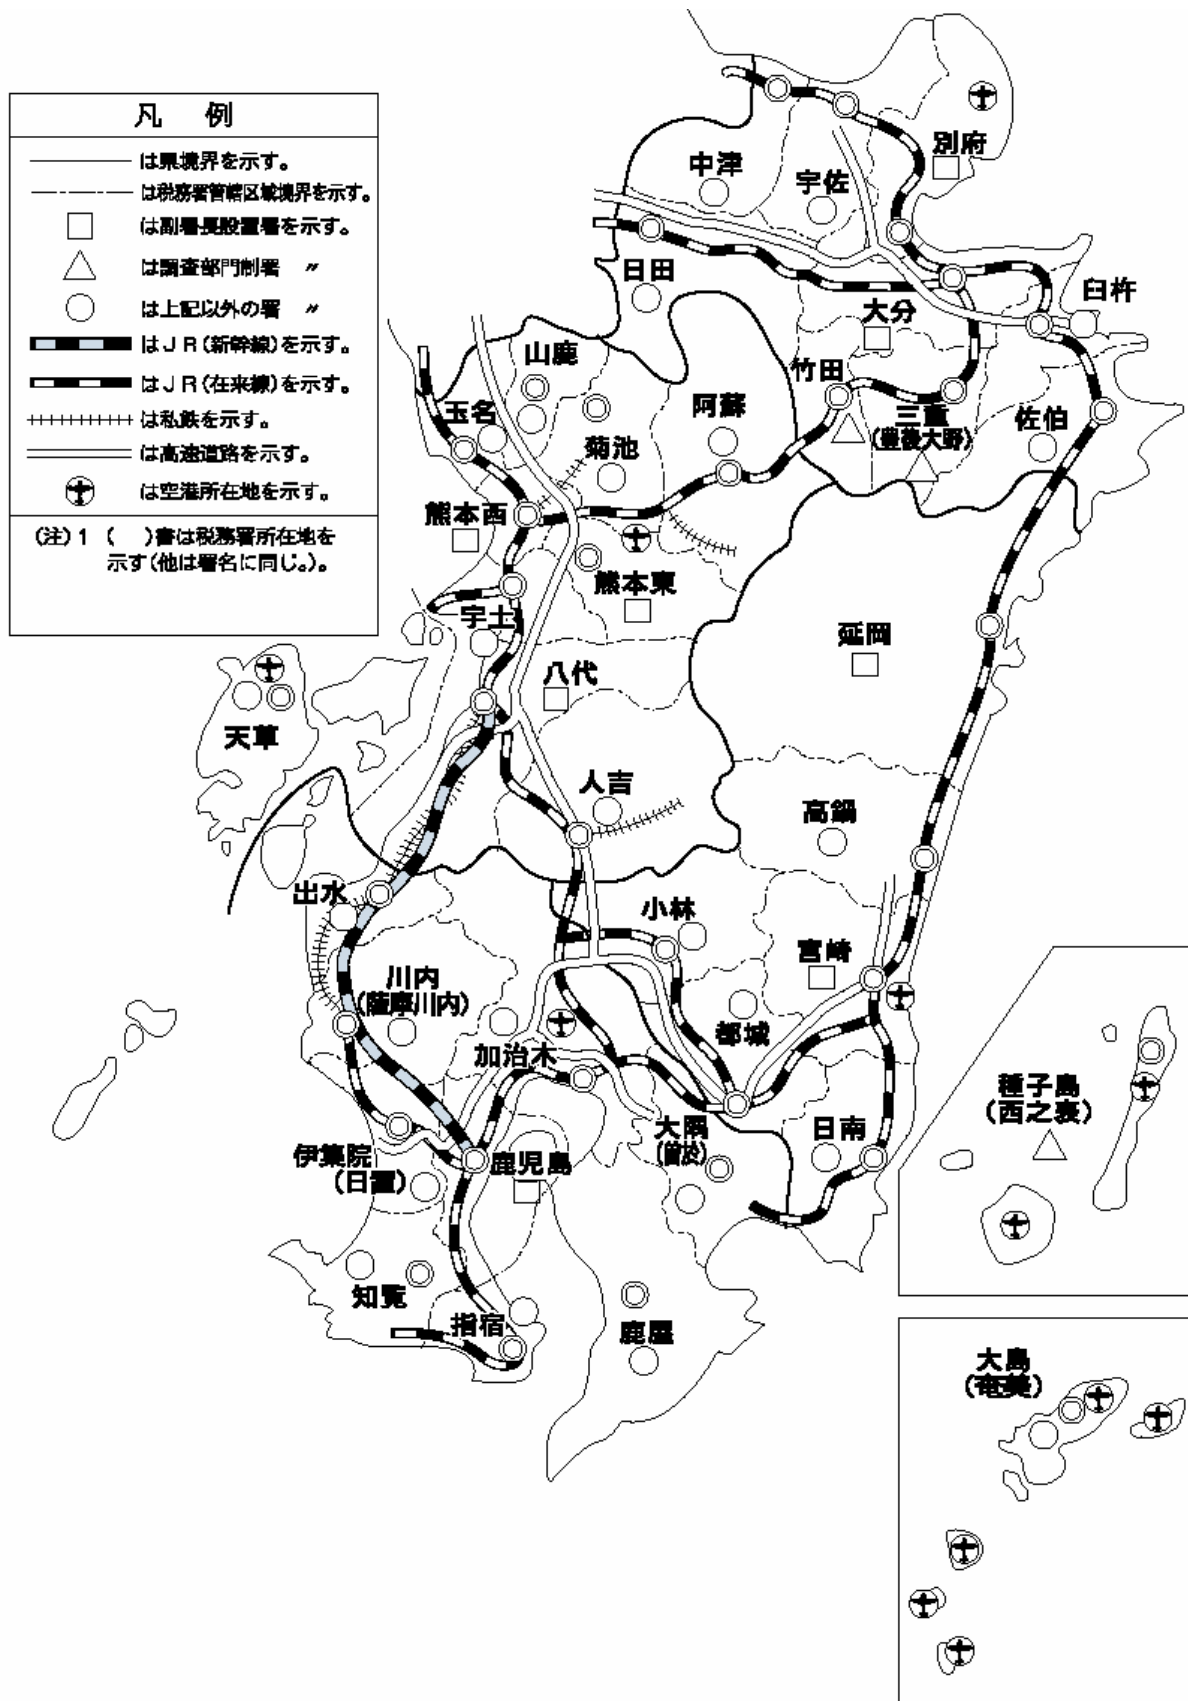 凡 例
は県境界を示す。
は税務署管轄区域境界を示す。
は副署長設置署を示す。
は調査部門制署 〃
は上記以外の署 〃
はJR(新幹線)を示す。
はJR(在来線)を示す。
は私鉄を示す。
は高速道路を示す。
は空港所在地を示す。
(注)1 ( )書は税務署所在地を
示す(他は署名に同じ。)。
別府
中津
宇佐
日田
大分
臼杵
山鹿
竹田
玉名
阿蘇
三重
(豊後大野)
佐伯
菊池
熊本西
熊本東
宇土
延岡
八代
天草
人吉
高鍋
出水
小林
宮崎
川内
(薩摩川内)
都城
加治木
種子島
(西之表)
大隅
(曽於)
日南
伊集院
(日置)
鹿児島
知覧
指宿
鹿屋
大島
(奄美)